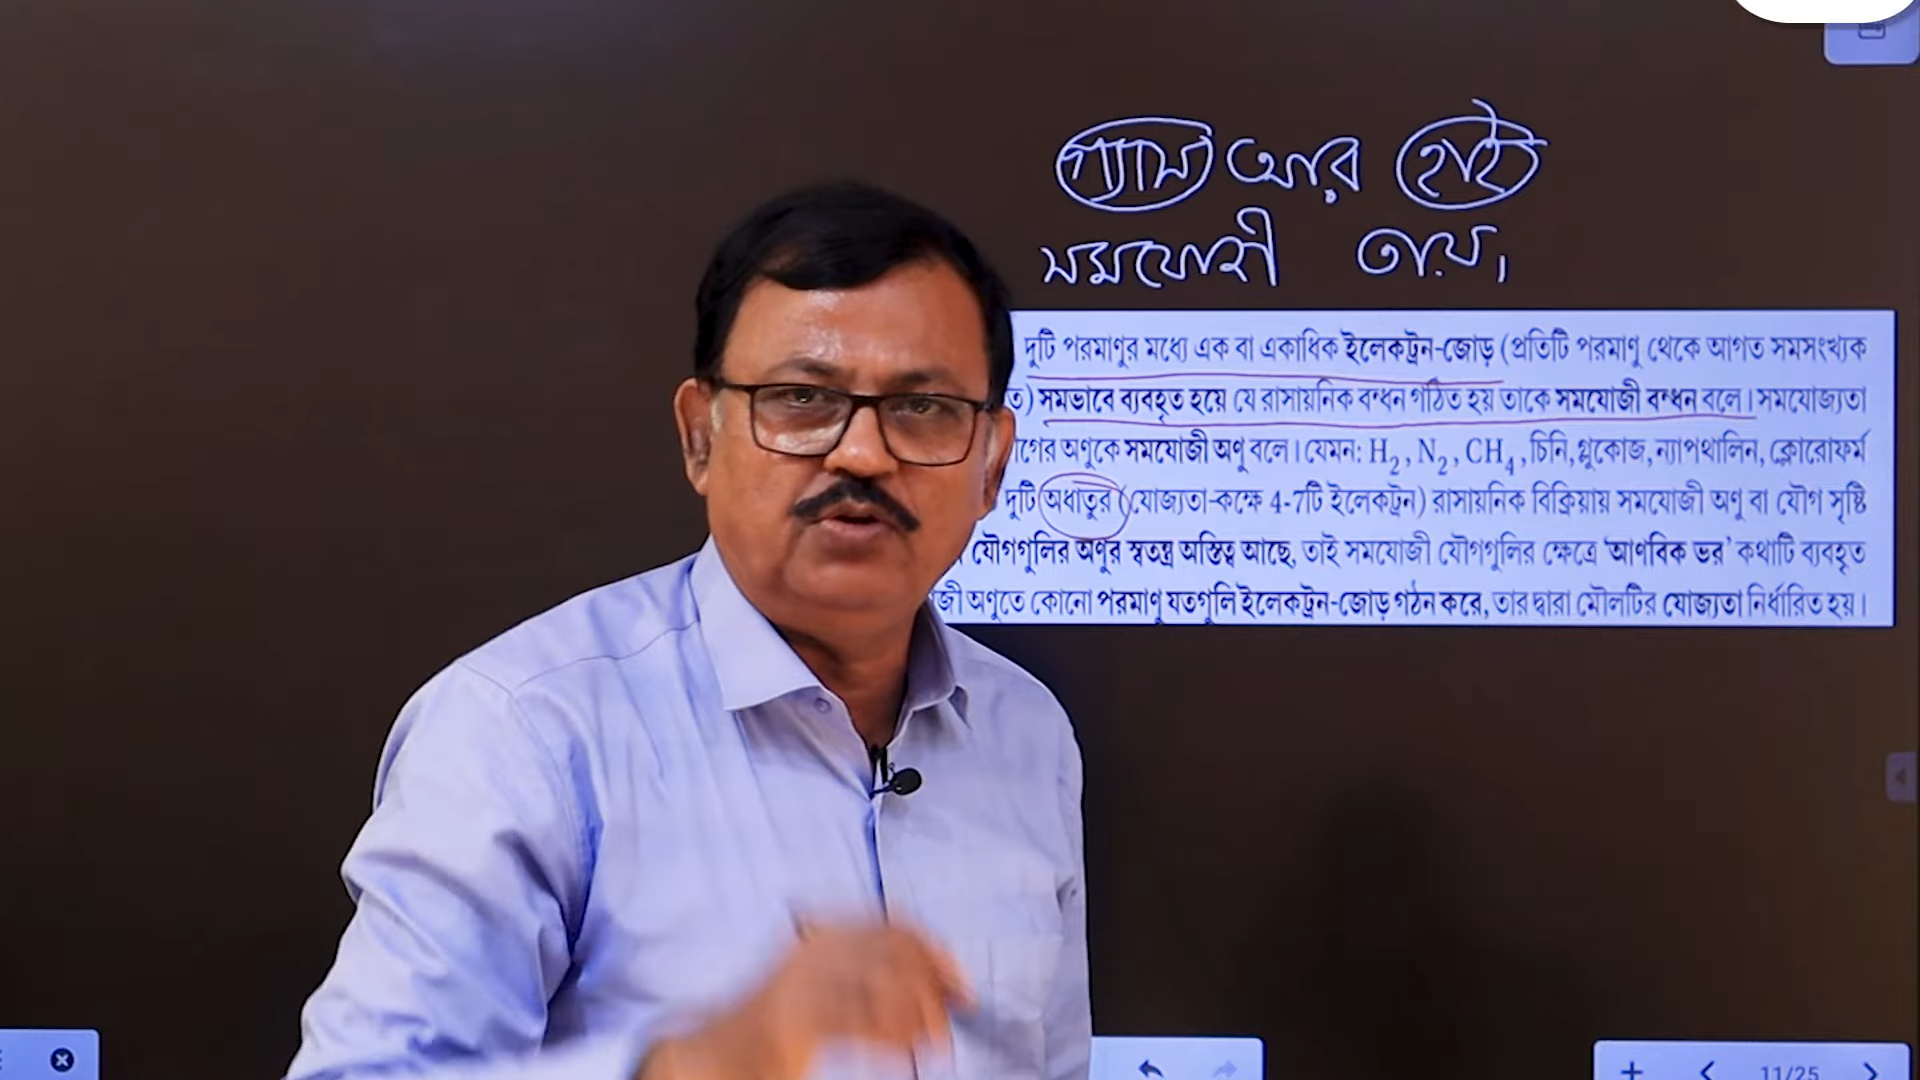 গ্যাস আর
সমযোজী তায়,
দুটি পরমাণুর মধ্যে এক বা একাধিক ইলেকট্রন-জোড় (প্রতিটি পরমাণু থেকে আগত সমসংখ্যক
ত) সমভাবে ব্যবহৃত হয়ে যে রাসায়নিক বন্ধন গঠিত হয় তাকে সমযোজী বন্ধন বলে। সমযোজ্যতা
গের অণুকে সমযোজী অণু বলে। যেমন: H₂, N₂, CH₄, চিনি, গ্লুকোজ, ন্যাপথালিন, ক্লোরোফর্ম
দুটি অধাতুর (যোজ্যতা-কক্ষে 4-7টি ইলেকট্রন) রাসায়নিক বিক্রিয়ায় সমযোজী অণু বা যৌগ সৃষ্টি
যৌগগুলির অণুর স্বতন্ত্র অস্তিত্ব আছে, তাই সমযোজী যৌগগুলির ক্ষেত্রে 'আণবিক ভর' কথাটি ব্যবহৃত
জী অণুতে কোনো পরমাণু যতগুলি ইলেকট্রন-জোড় গঠন করে, তার দ্বারা মৌলটির যোজ্যতা নির্ধারিত হয়।
11/25